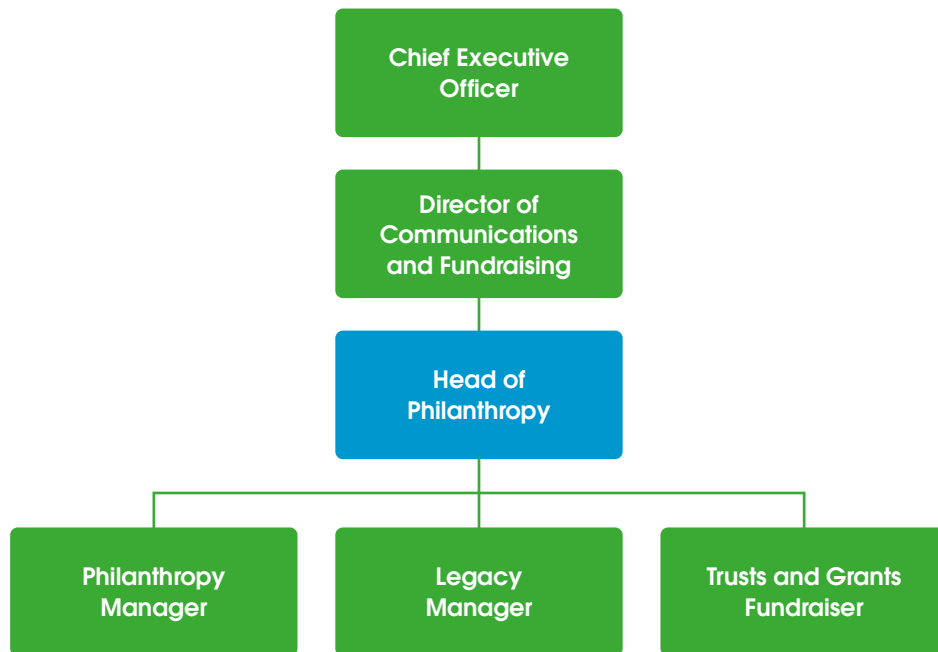 Chief Executive
Officer
Director of
Communications
and Fundraising
Head of
Philanthropy
Philanthropy
Manager
Legacy
Manager
Trusts and Grants
Fundraiser